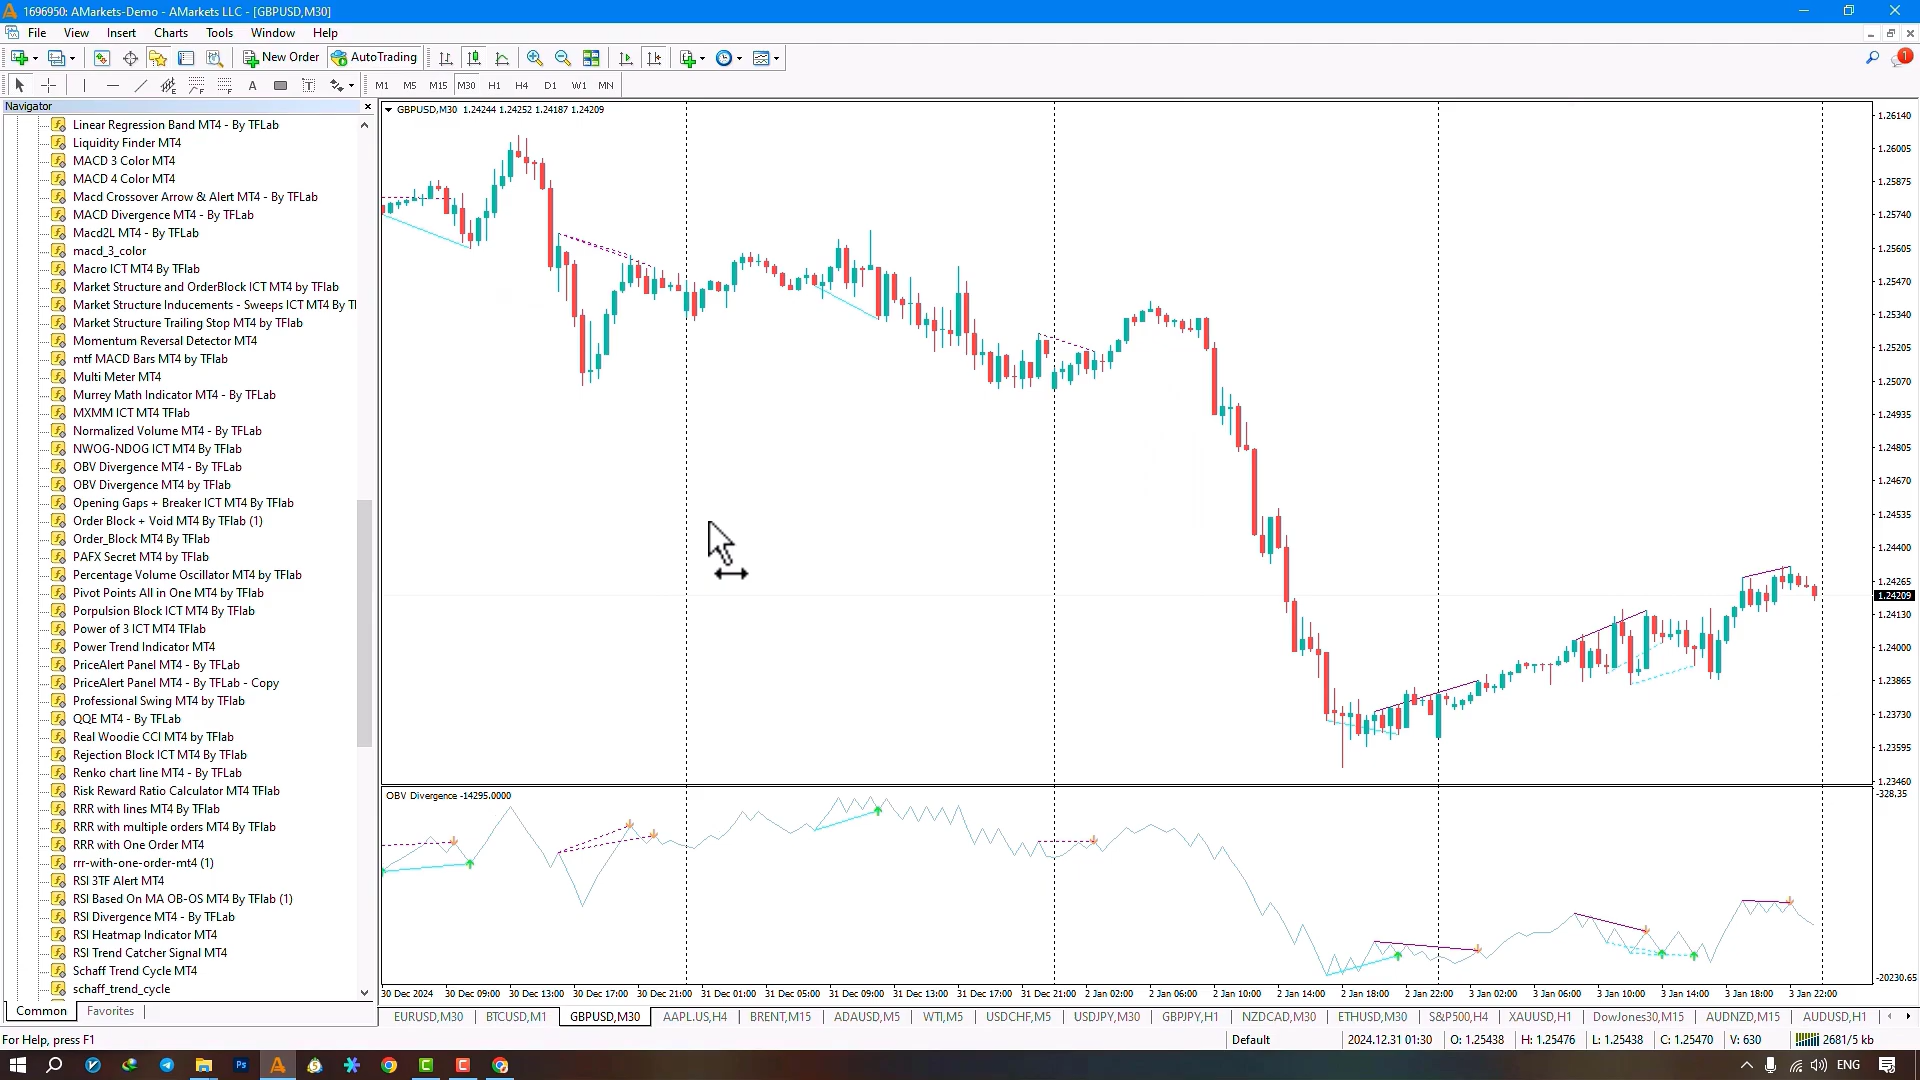 1696950: AMarkets-Demo - AMarkets LLC - [GBPUSD,M30]
File View Insert Charts Tools Window Help
New Order AutoTrading 1
A T M1 M5 M15 M30 H1 H4 D1 W1 MN
Navigator
Linear Regression Band MT4 - By TFLab
Liquidity Finder MT4
MACD 3 Color MT4
MACD 4 Color MT4
Macd Crossover Arrow & Alert MT4 - By TFLab
MACD Divergence MT4 - By TFLab
Macd2L MT4 - By TFLab
macd_3_color
Macro ICT MT4 By TFlab
Market Structure and OrderBlock ICT MT4 by TFlab
Market Structure Inducements - Sweeps ICT MT4 By Tl
Market Structure Trailing Stop MT4 by TFlab
Momentum Reversal Detector MT4
mtf MACD Bars MT4 by TFlab
Multi Meter MT4
Murrey Math Indicator MT4 - By TFLab
MXMM ICT MT4 TFlab
Normalized Volume MT4 - By TFLab
NWOG-NDOG ICT MT4 By TFlab
OBV Divergence MT4 - By TFLab
OBV Divergence MT4 by TFlab
Opening Gaps + Breaker ICT MT4 By TFlab
Order Block + Void MT4 By TFlab (1)
Order_Block MT4 By TFlab
PAFX Secret MT4 by TFlab
Percentage Volume Oscillator MT4 by TFlab
Pivot Points All in One MT4 by TFlab
Porpulsion Block ICT MT4 By TFlab
Power of 3 ICT MT4 TFlab
Power Trend Indicator MT4
PriceAlert Panel MT4 - By TFLab
PriceAlert Panel MT4 - By TFLab - Copy
Professional Swing MT4 by TFlab
QQE MT4 - By TFLab
Real Woodie CCI MT4 by TFlab
Rejection Block ICT MT4 By TFlab
Renko chart line MT4 - By TFLab
Risk Reward Ratio Calculator MT4 TFlab
RRR with lines MT4 By TFlab
RRR with multiple orders MT4 By TFlab
RRR with One Order MT4
rrr-with-one-order-mt4 (1)
RSI 3TF Alert MT4
RSI Based On MA OB-OS MT4 By TFlab (1)
RSI Divergence MT4 - By TFLab
RSI Heatmap Indicator MT4
RSI Trend Catcher Signal MT4
Schaff Trend Cycle MT4
schaff_trend_cycle
Common Favorites
GBPUSD,M30 1.24244 1.24252 1.24187 1.24209
1.26140
1.26005
1.25875
1.25740
1.25605
1.25470
1.25340
1.25205
1.25070
1.24935
1.24805
1.24670
1.24535
1.24400
1.24265
1.24209
1.24130
1.24000
1.23865
1.23730
1.23595
1.23460
OBV Divergence -14295.0000
-328.35
-20230.65
30 Dec 2024 30 Dec 09:00 30 Dec 13:00 30 Dec 17:00 30 Dec 21:00 31 Dec 01:00 31 Dec 05:00 31 Dec 09:00 31 Dec 13:00 31 Dec 17:00 31 Dec 21:00 2 Jan 02:00 2 Jan 06:00 2 Jan 10:00 2 Jan 14:00 2 Jan 18:00 2 Jan 22:00 3 Jan 02:00 3 Jan 06:00 3 Jan 10:00 3 Jan 14:00 3 Jan 18:00 3 Jan 22:00
EURUSD,M30 BTCUSD,M1 GBPUSD,M30 AAPL.US,H4 BRENT,M15 ADAUSD,M5 WTI,M5 USDCHF,M5 USDJPY,M30 GBPJPY,H1 NZDCAD,M30 ETHUSD,M30 S&P500,H4 XAUUSD,H1 DowJones30,M15 AUDNZD,M15 AUDUSD,H1
For Help, press F1 Default 2024.12.31 01:30 O: 1.25438 H: 1.25476 L: 1.25438 C: 1.25470 V: 630 2681/5 kb
ENG